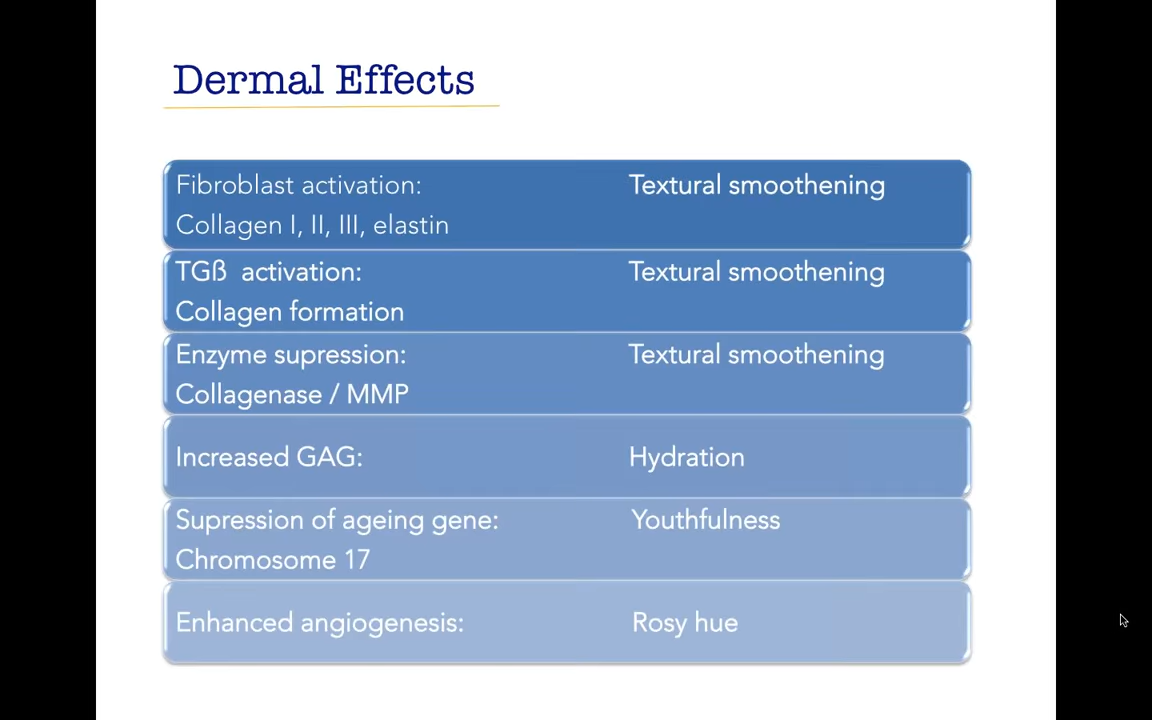 Dermal Effects
Fibroblast activation: Textural smoothening
Collagen I, II, III, elastin
TGß activation: Textural smoothening
Collagen formation
Enzyme supression: Textural smoothening
Collagenase / MMP
Increased GAG: Hydration
Supression of ageing gene: Youthfulness
Chromosome 17
Enhanced angiogenesis: Rosy hue